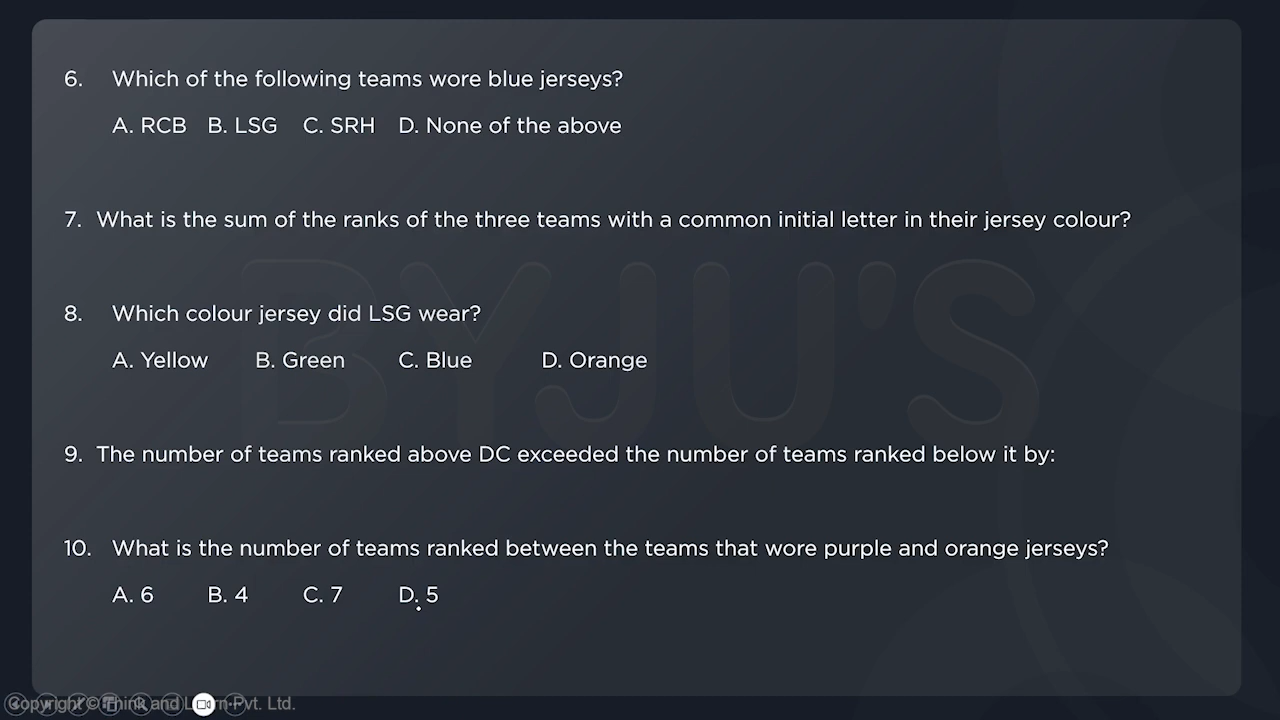 6. Which of the following teams wore blue jerseys?
A. RCB B. LSG C. SRH D. None of the above
7. What is the sum of the ranks of the three teams with a common initial letter in their jersey colour?
8. Which colour jersey did LSG wear?
A. Yellow B. Green C. Blue D. Orange
BYJU'S
9. The number of teams ranked above DC exceeded the number of teams ranked below it by:
10. What is the number of teams ranked between the teams that wore purple and orange jerseys?
A. 6 B. 4 C. 7 D. 5
Copyright © Think and Learn Pvt. Ltd.